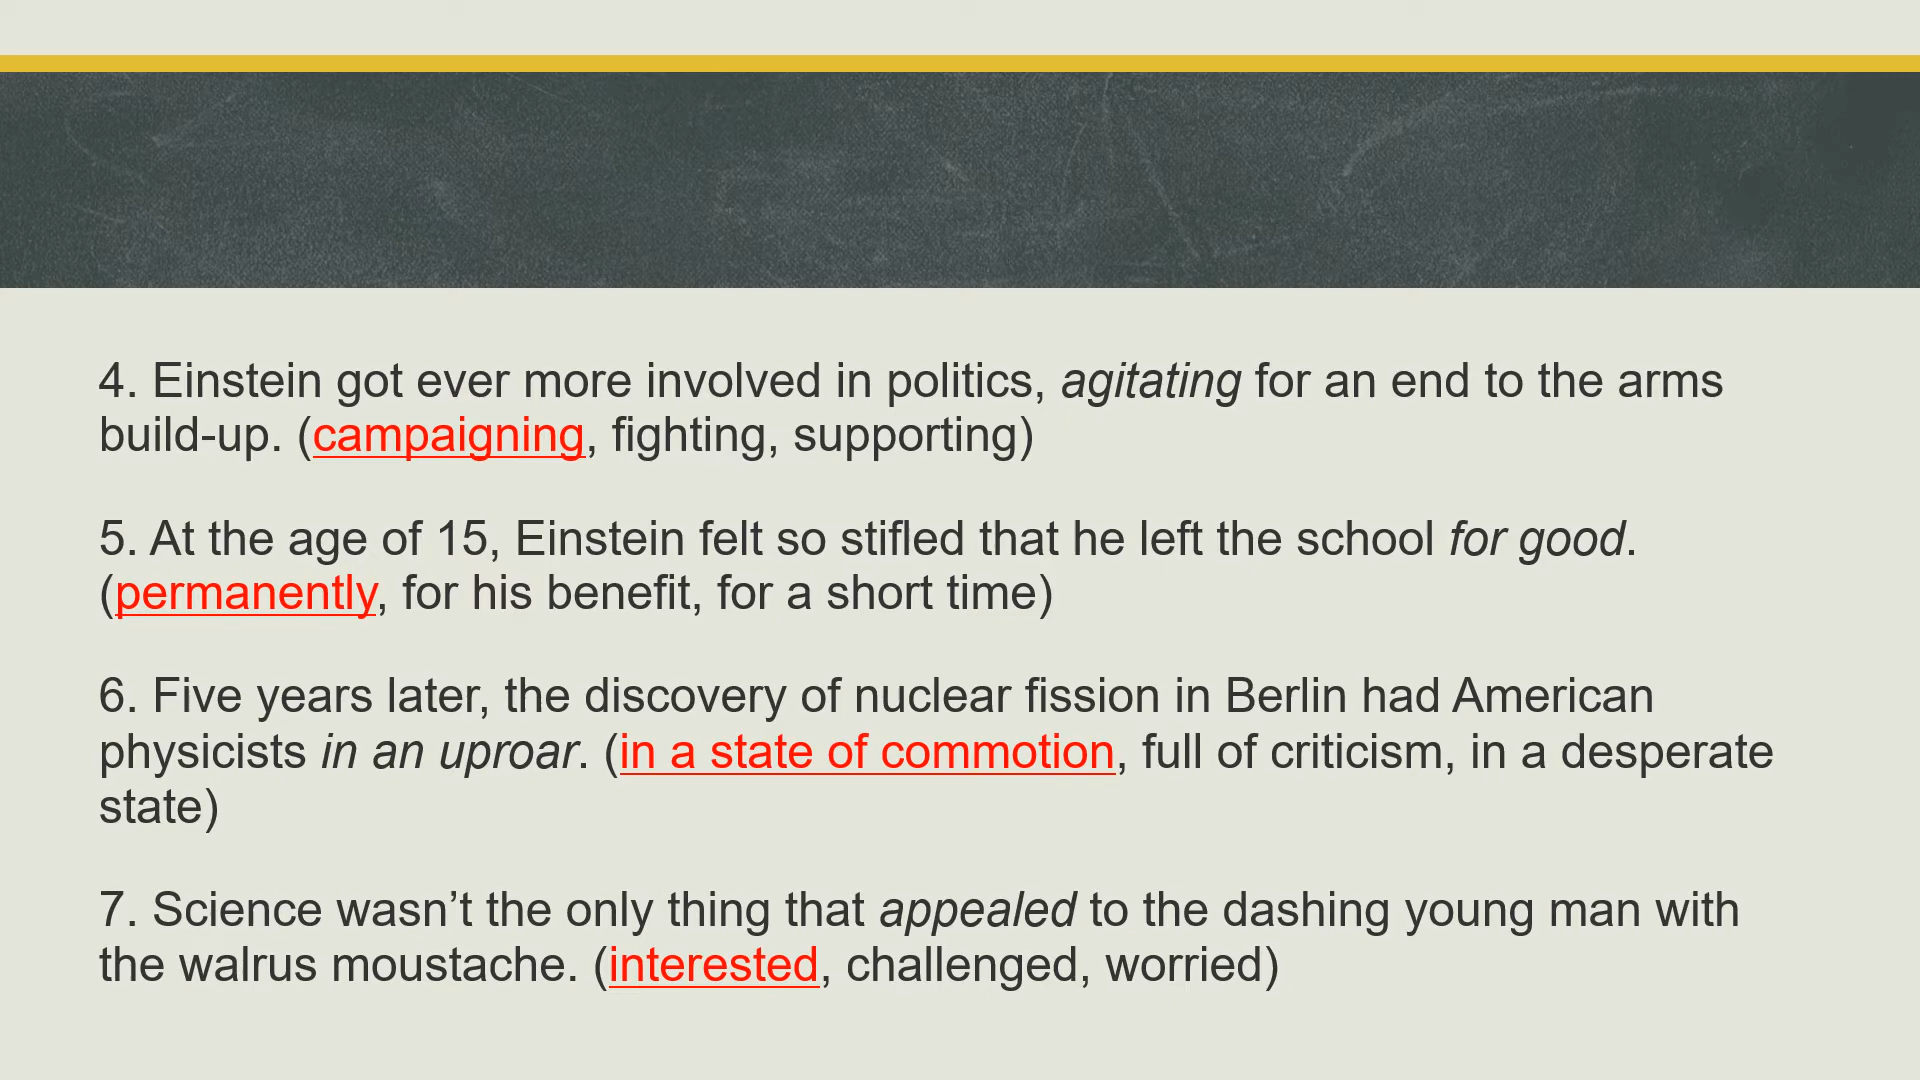 4. Einstein got ever more involved in politics, agitating for an end to the arms
build-up. (campaigning, fighting, supporting)
5. At the age of 15, Einstein felt so stifled that he left the school for good.
(permanently, for his benefit, for a short time)
6. Five years later, the discovery of nuclear fission in Berlin had American
physicists in an uproar. (in a state of commotion, full of criticism, in a desperate
state)
7. Science wasn’t the only thing that appealed to the dashing young man with
the walrus moustache. (interested, challenged, worried)